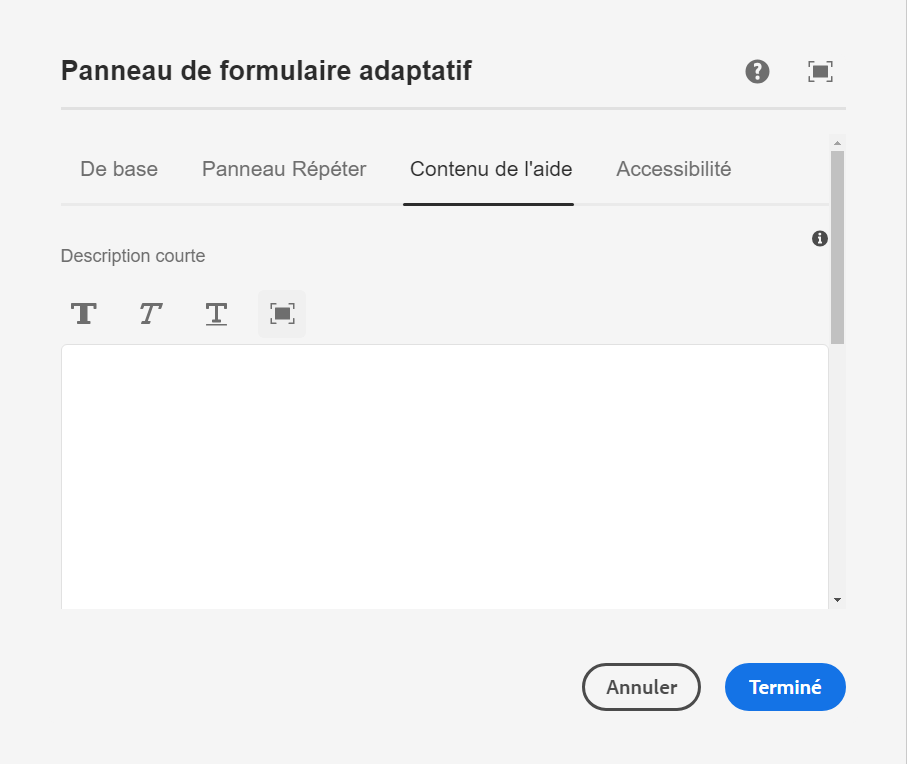 Panneau de formulaire adaptatif
De base Panneau Répéter Contenu de l'aide Accessibilité
Description courte
T T T
Annuler Terminé